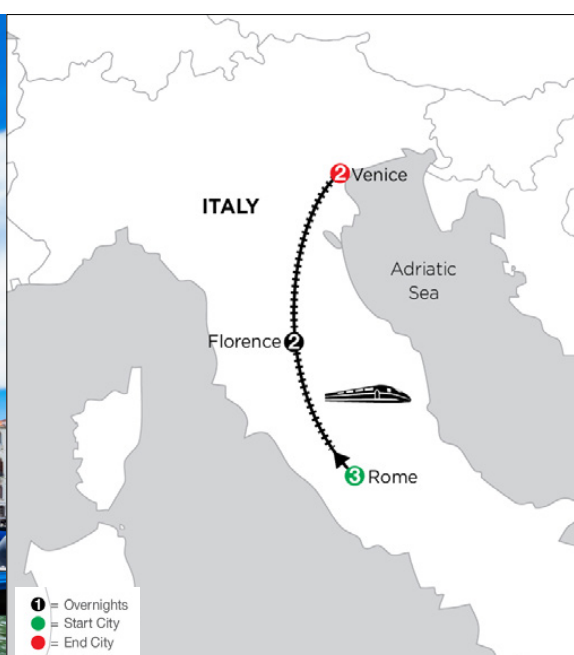 2 Venice
ITALY
Adriatic
Sea
Florence 2
3 Rome
1 = Overnights
= Start City
= End City